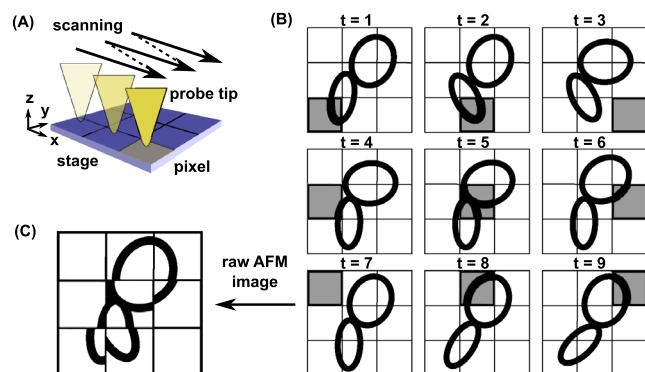 (A)
scanning
probe tip
z
y
x
stage
pixel
(B)
t = 1
t = 2
t = 3
t = 4
t = 5
t = 6
t = 7
t = 8
t = 9
(C)
raw AFM
image